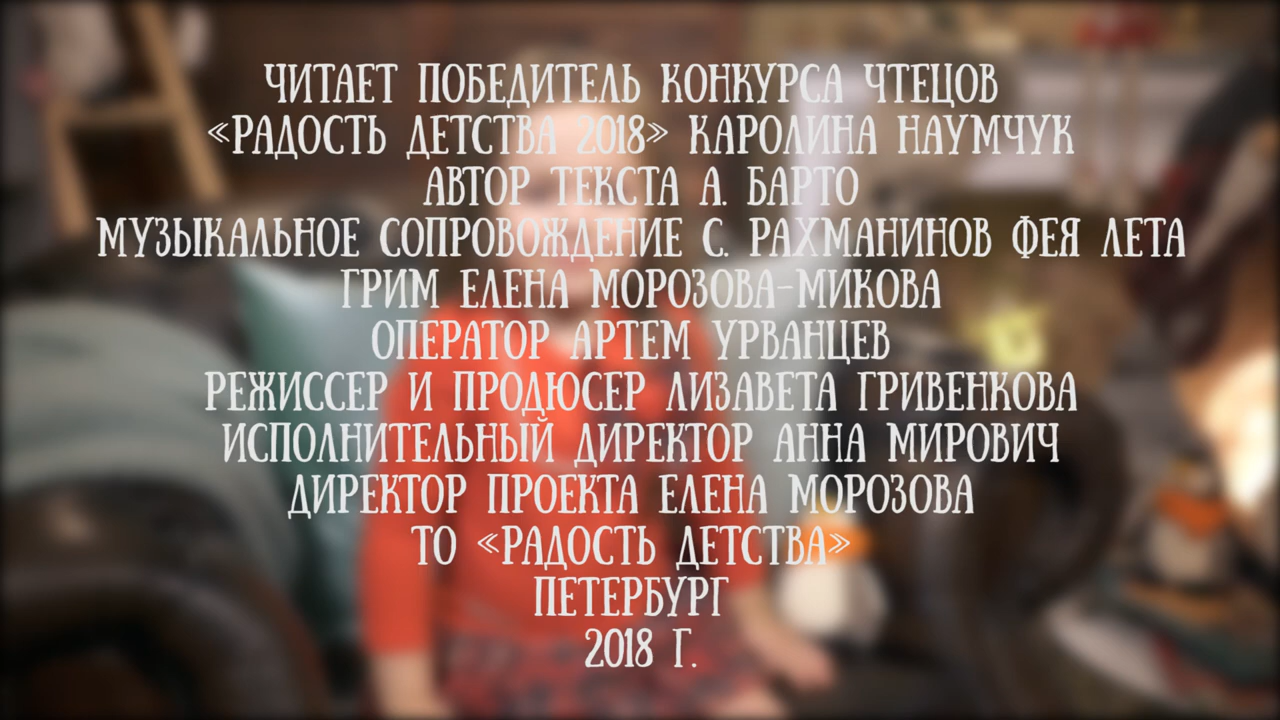 ЧИТАЕТ ПОБЕДИТЕЛЬ КОНКУРСА ЧТЕЦОВ
«РАДОСТЬ ДЕТСТВА 2018» КАРОЛИНА НАУМЧУК
АВТОР ТЕКСТА А. БАРТО
МУЗЫКАЛЬНОЕ СОПРОВОЖДЕНИЕ С. РАХМАНИНОВ ФЕЯ ЛЕТА
ГРИМ ЕЛЕНА МОРОЗОВА-МИКОВА
ОПЕРАТОР АРТЕМ УРВАНЦЕВ
РЕЖИССЕР И ПРОДЮСЕР ЛИЗАВЕТА ГРИВЕНКОВА
ИСПОЛНИТЕЛЬНЫЙ ДИРЕКТОР АННА МИРОВИЧ
ДИРЕКТОР ПРОЕКТА ЕЛЕНА МОРОЗОВА
ТО «РАДОСТЬ ДЕТСТВА»
ПЕТЕРБУРГ
2018 Г.